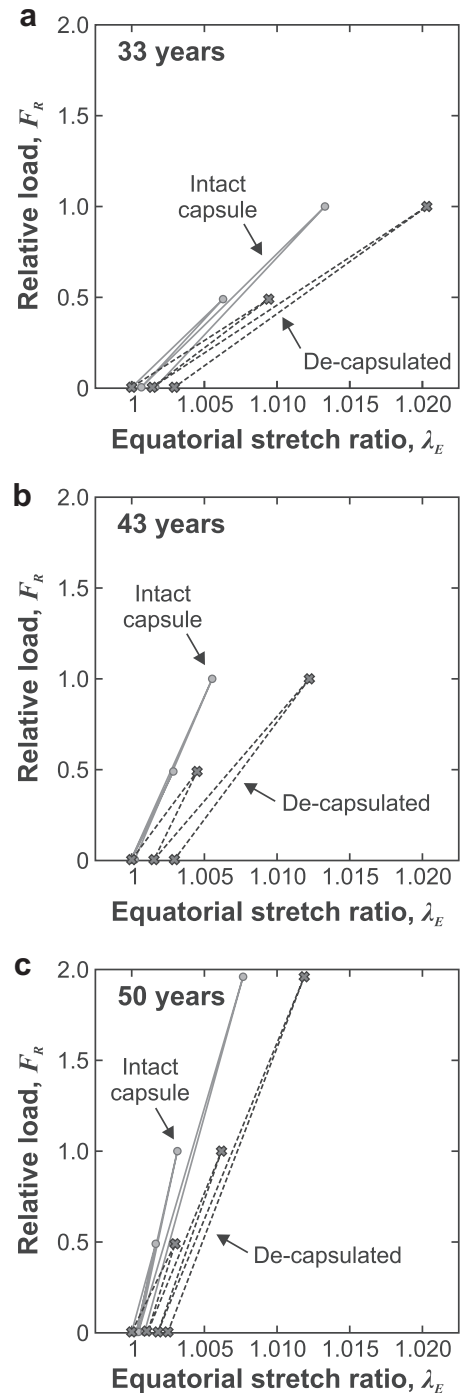 a
33 years
2.0
1.5
1.0
0.5
0
Relative load, F_R
Intact
capsule
De-capsulated
1 1.005 1.010 1.015 1.020
Equatorial stretch ratio, λ_E
b
43 years
2.0
1.5
1.0
0.5
0
Relative load, F_R
Intact
capsule
De-capsulated
1 1.005 1.010 1.015 1.020
Equatorial stretch ratio, λ_E
c
50 years
2.0
1.5
1.0
0.5
0
Relative load, F_R
Intact
capsule
De-capsulated
1 1.005 1.010 1.015 1.020
Equatorial stretch ratio, λ_E